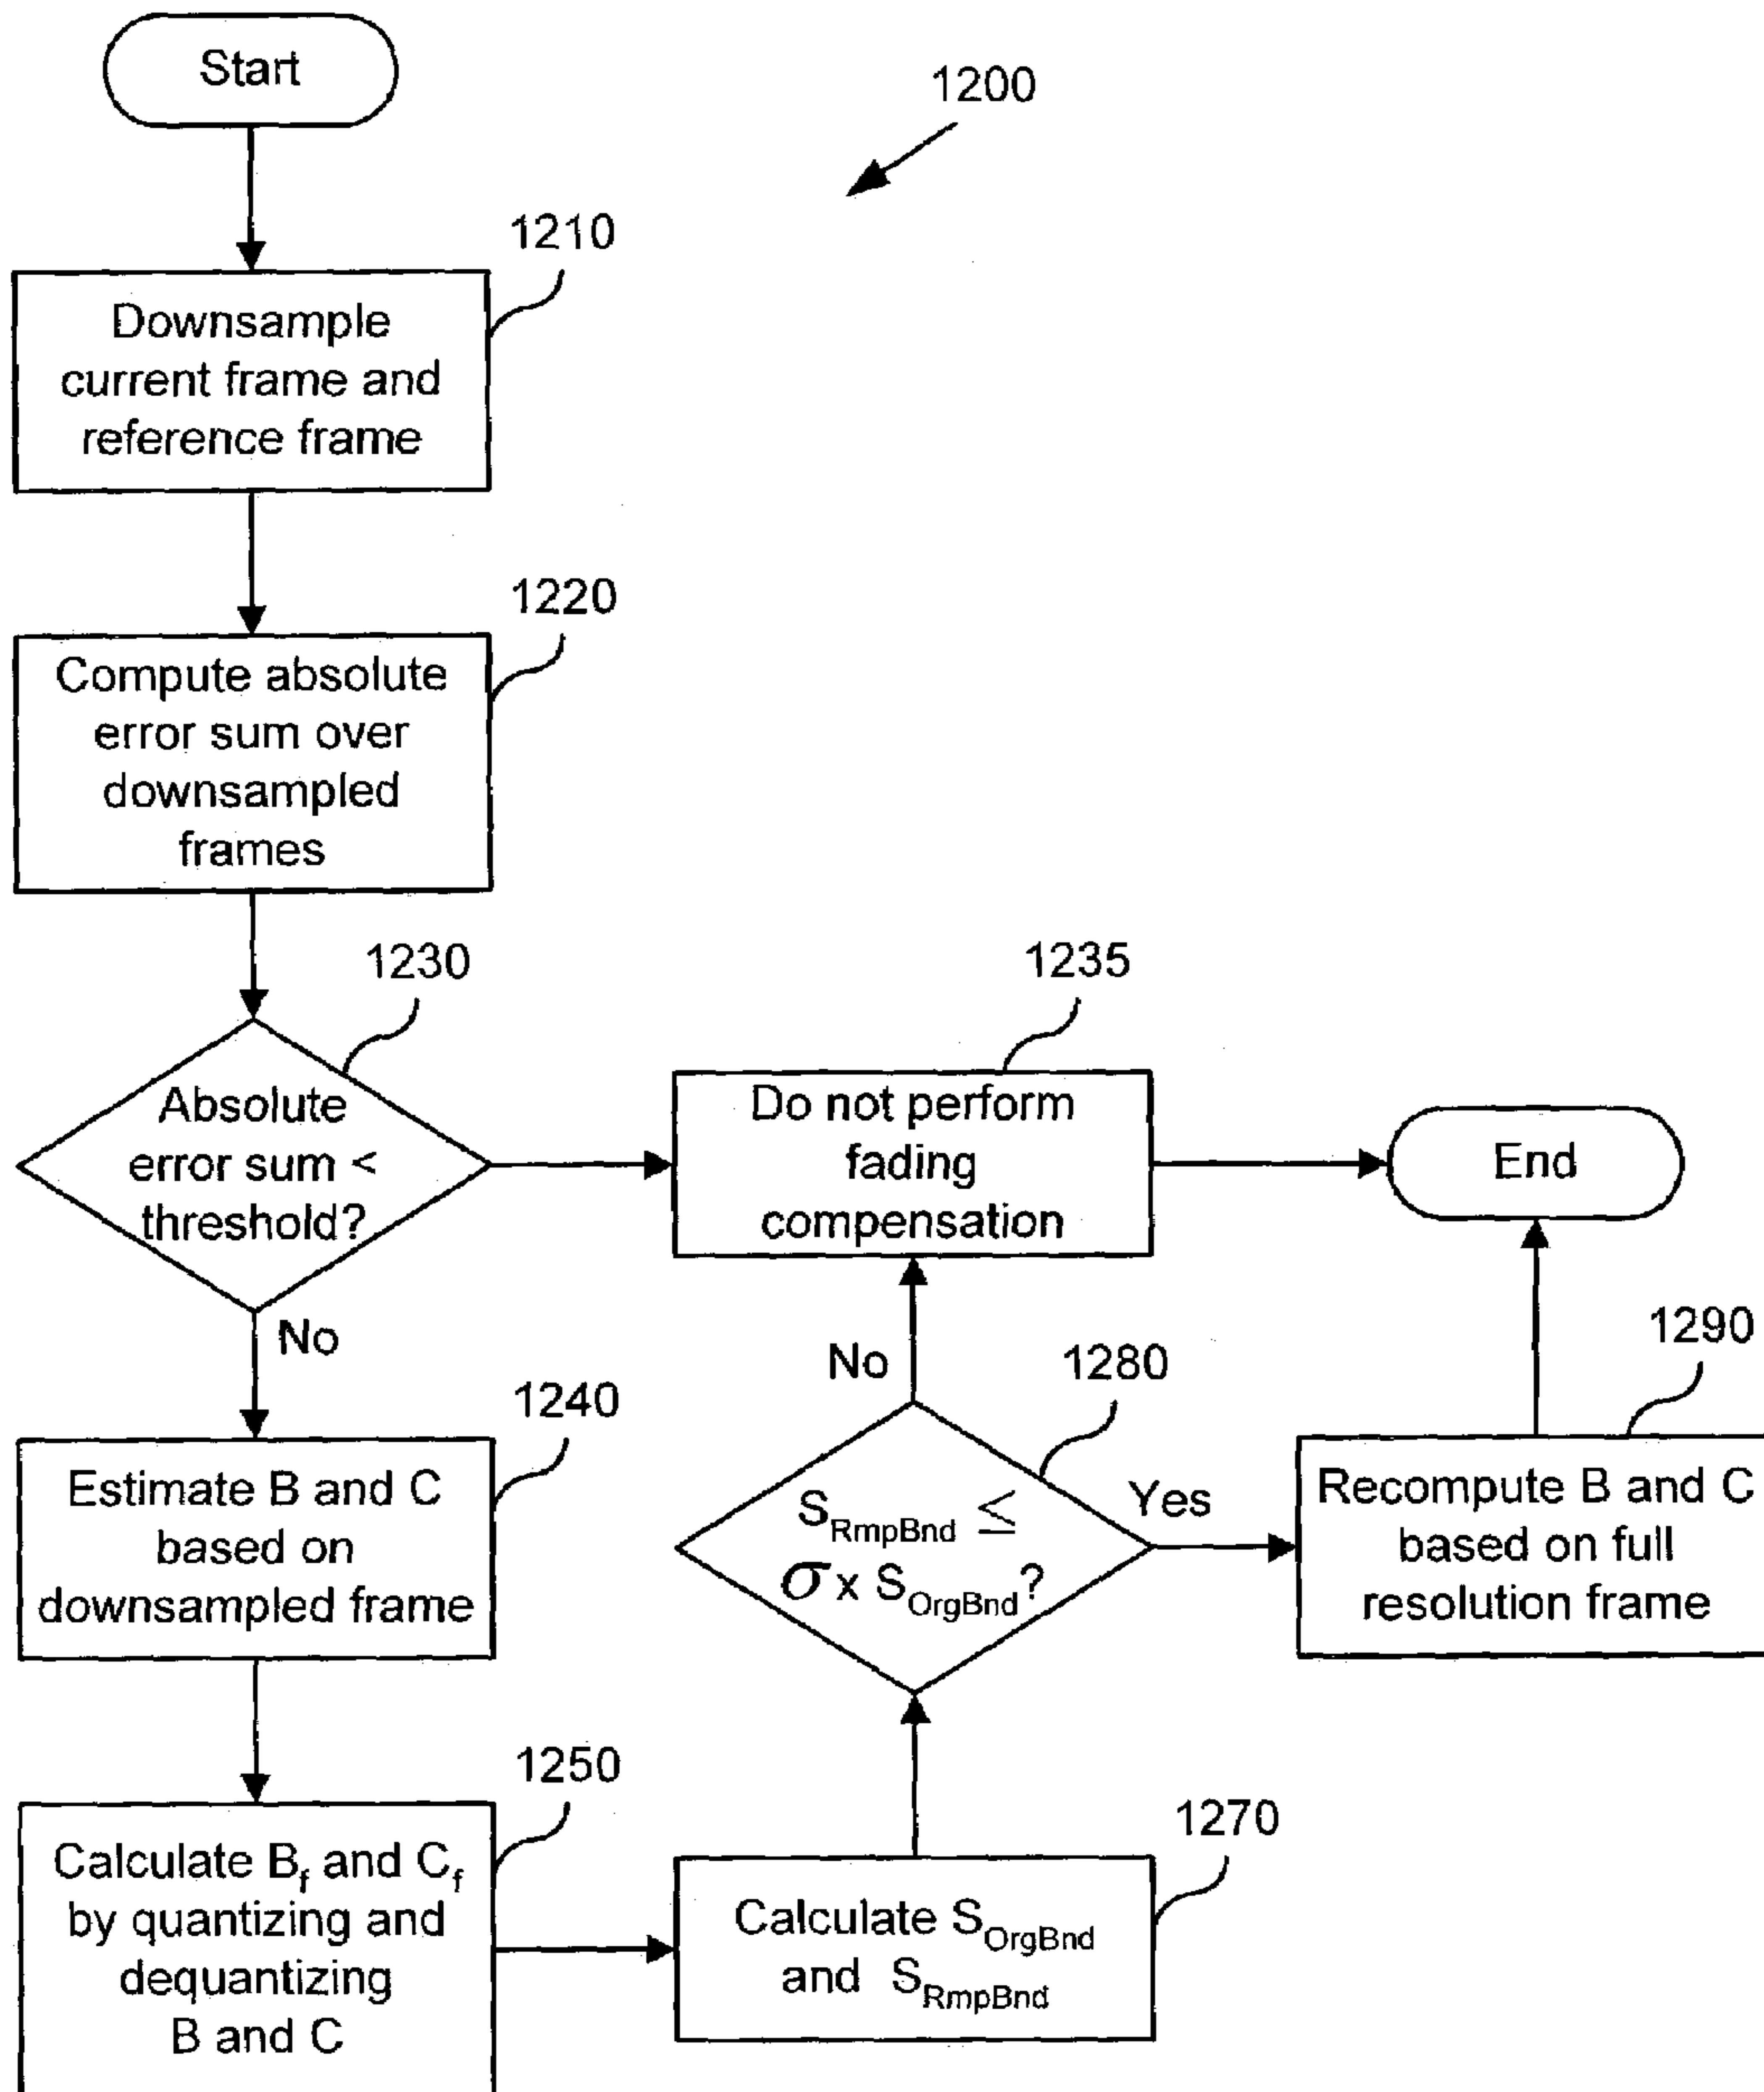 Start
1200
1210
Downsample
current frame and
reference frame
1220
Compute absolute
error sum over
downsampled
frames
1230
Absolute
error sum <
threshold?
No
1235
Do not perform
fading
compensation
End
1240
Estimate B and C
based on
downsampled frame
1250
Calculate B_f and C_f
by quantizing and
dequantizing
B and C
1270
Calculate S_OrgBnd
and S_RmpBnd
1280
S_RmpBnd ≤
σ x S_OrgBnd?
No
Yes
1290
Recompute B and C
based on full
resolution frame